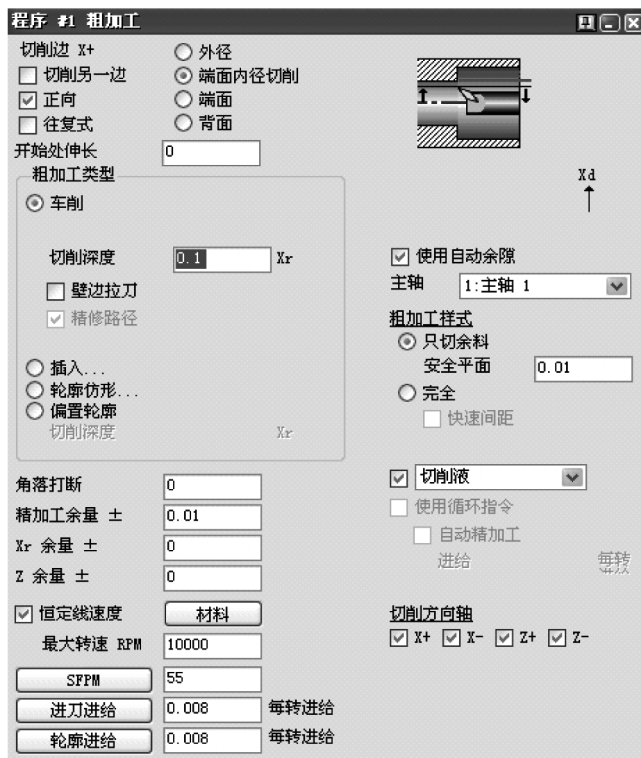 程序 #1 粗加工
切削边 X+
切削另一边
正向
往复式
外径
端面内径切削
端面
背面
开始处伸长 0
粗加工类型
车削
切削深度 0.1 Xr
壁边拉刀
精修路径
插入...
轮廓仿形...
偏置轮廓
切削深度 Xr
角落打断 0
精加工余量 ± 0.01
Xr 余量 ± 0
Z 余量 ± 0
恒定线速度 材料
最大转速 RPM 10000
SFPM 55
进刀进给 0.008 每转进给
轮廓进给 0.008 每转进给
Xd
使用自动余隙
主轴 1:主轴 1
粗加工样式
只切余料
安全平面 0.01
完全
快速间距
切削液
使用循环指令
自动精加工
进给 每转
进给
切削方向轴
X+ X- Z+ Z-